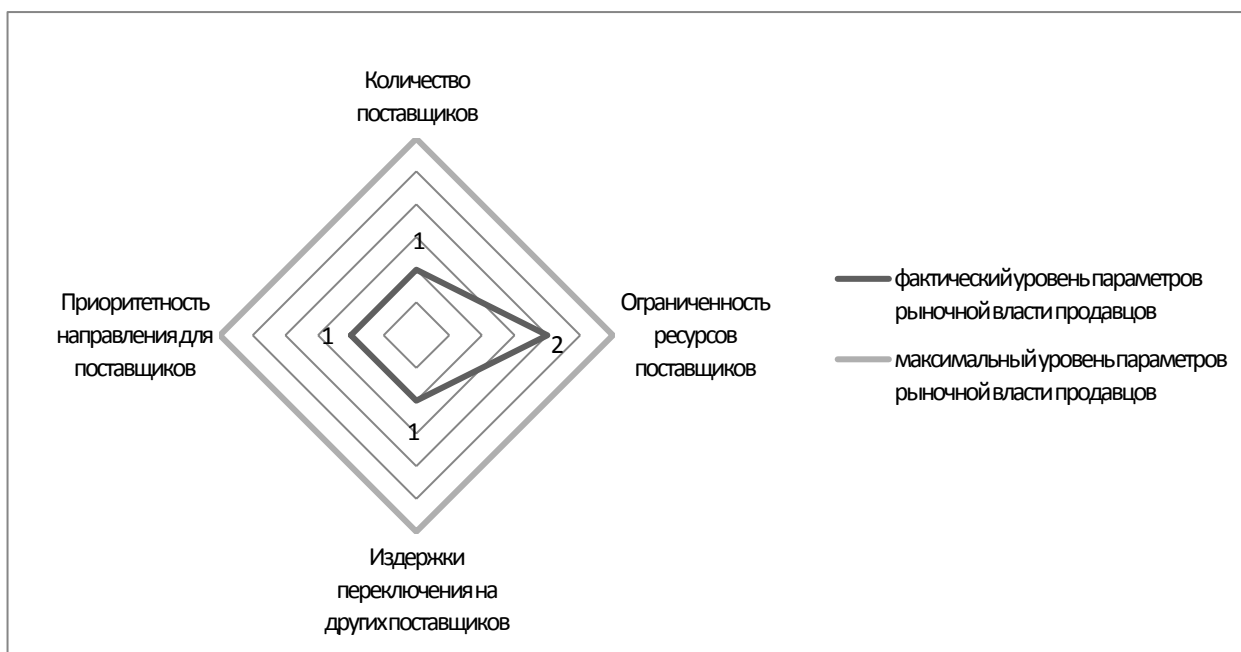 Количество
поставщиков
1
Приоритетность
направления для
поставщиков
1
Ограниченность
ресурсов
поставщиков
2
1
Издержки
переключения на
других поставщиков
фактический уровень параметров
рыночной власти продавцов
максимальный уровень параметров
рыночной власти продавцов